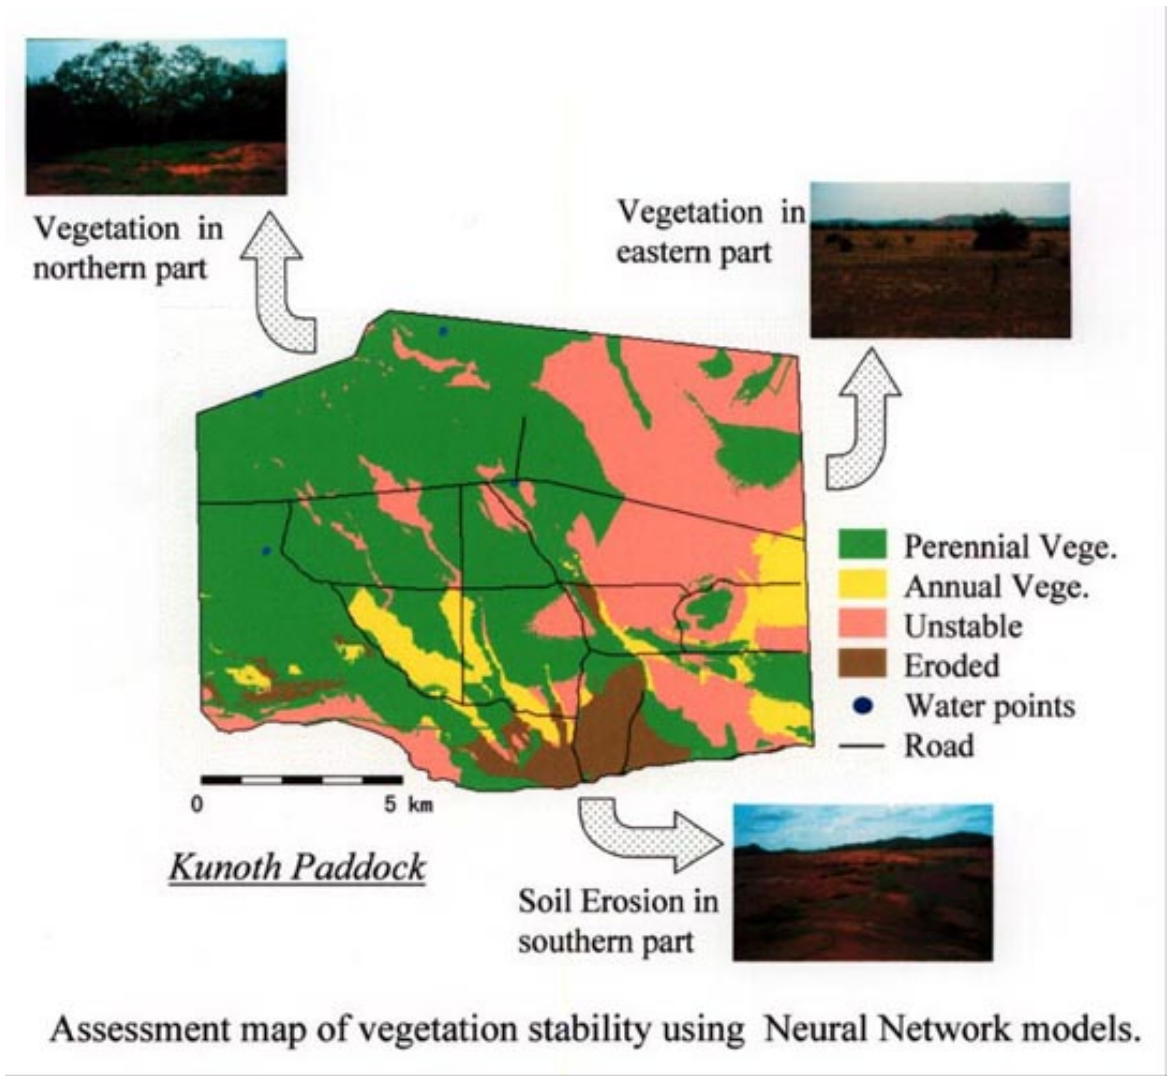 Vegetation in
northern part
Vegetation in
eastern part
Perennial Vege.
Annual Vege.
Unstable
Eroded
Water points
Road
0 5 km
Kunoth Paddock
Soil Erosion in
southern part
Assessment map of vegetation stability using Neural Network models.